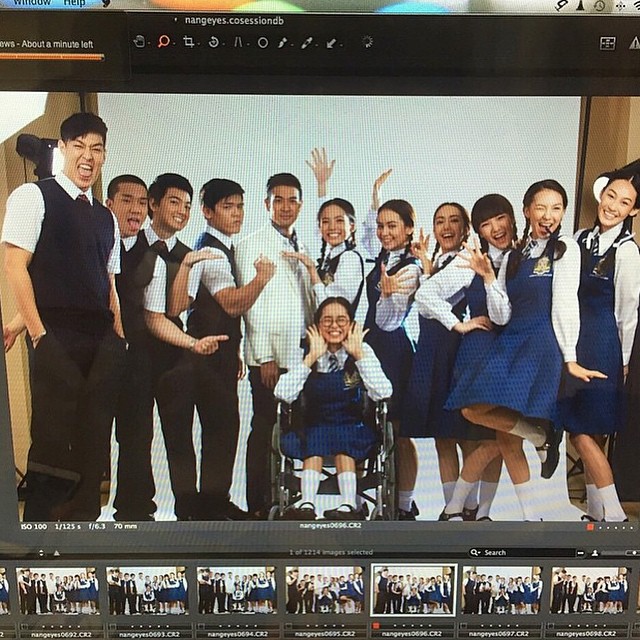 Window Help
nangeyes.cosessiondb
ews - About a minute left
ISO 100 1/125 s f/6.3 70 mm
nangeyes0696.CR2
1 of 1214 images selected
Search
nangeyes0692.CR2
nangeyes0693.CR2
nangeyes0694.CR2
nangeyes0695.CR2
nangeyes0696.CR2
nangeyes0697.CR2
nangeyes0698.CR2